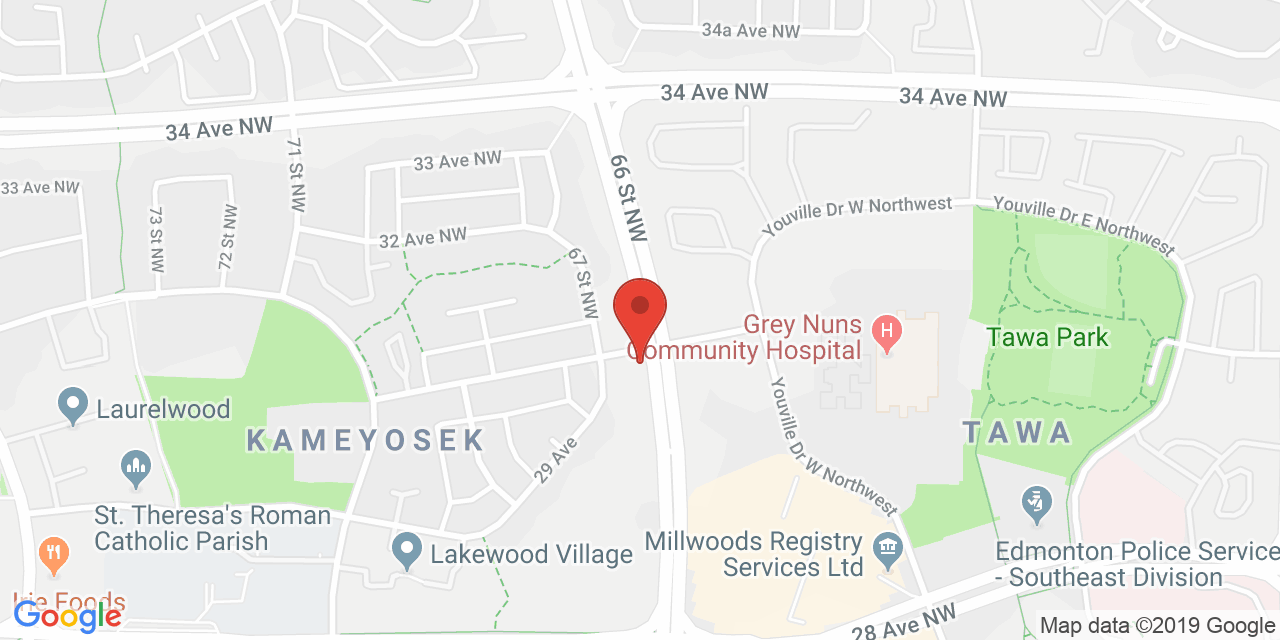 34a Ave NW
34 Ave NW
34 Ave NW
34 Ave NW
33 Ave NW
71 St NW
66 St NW
33 Ave NW
73 St NW
72 St NW
32 Ave NW
67 St NW
Youville Dr W Northwest
Youville Dr E Northwest
Grey Nuns
Community Hospital
H
Tawa Park
Laurelwood
KAMEYOSEK
TAWA
29 Ave
Youville Dr W Northwest
St. Theresa's Roman
Catholic Parish
Lakewood Village
Millwoods Registry
Services Ltd
Edmonton Police Service
- Southeast Division
Irie Foods
Google
28 Ave NW
Map data ©2019 Google